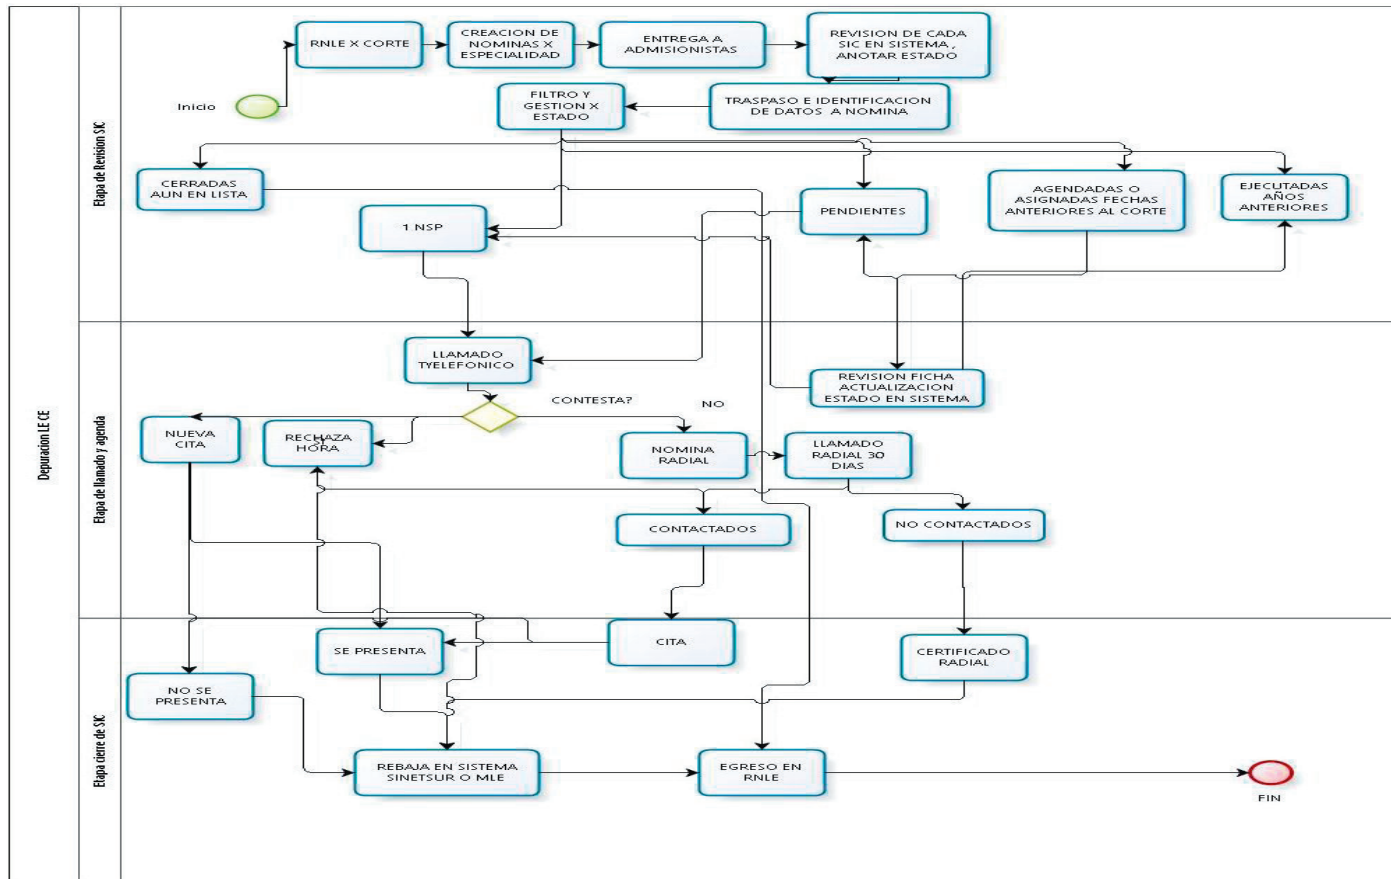 Depuracion LE CE
Etapa de Revision SIC
Inicio
RNLE X CORTE
CREACION DE
NOMINAS X
ESPECIALIDAD
ENTREGA A
ADMISIONISTAS
REVISION DE CADA
SIC EN SISTEMA ,
ANOTAR ESTADO
FILTRO Y
GESTION X
ESTADO
TRASPASO E IDENTIFICACION
DE DATOS A NOMINA
CERRADAS
AUN EN LISTA
1 NSP
PENDIENTES
AGENDADAS O
ASIGNADAS FECHAS
ANTERIORES AL CORTE
EJECUTADAS
AÑOS
ANTERIORES
Etapa de llamado y agenda
LLAMADO
TYELEFONICO
REVISION FICHA
ACTUALIZACION
ESTADO EN SISTEMA
CONTESTA?
NO
NUEVA
CITA
RECHAZA
SI
HORA
NOMINA
RADIAL
LLAMADO
RADIAL 30
DIAS
CONTACTADOS
NO CONTACTADOS
Etapa cierre de SIC
SE PRESENTA
CITA
CERTIFICADO
RADIAL
NO SE
PRESENTA
REBAJA EN SISTEMA
SINETSUR O MLE
EGRESO EN
RNLE
FIN